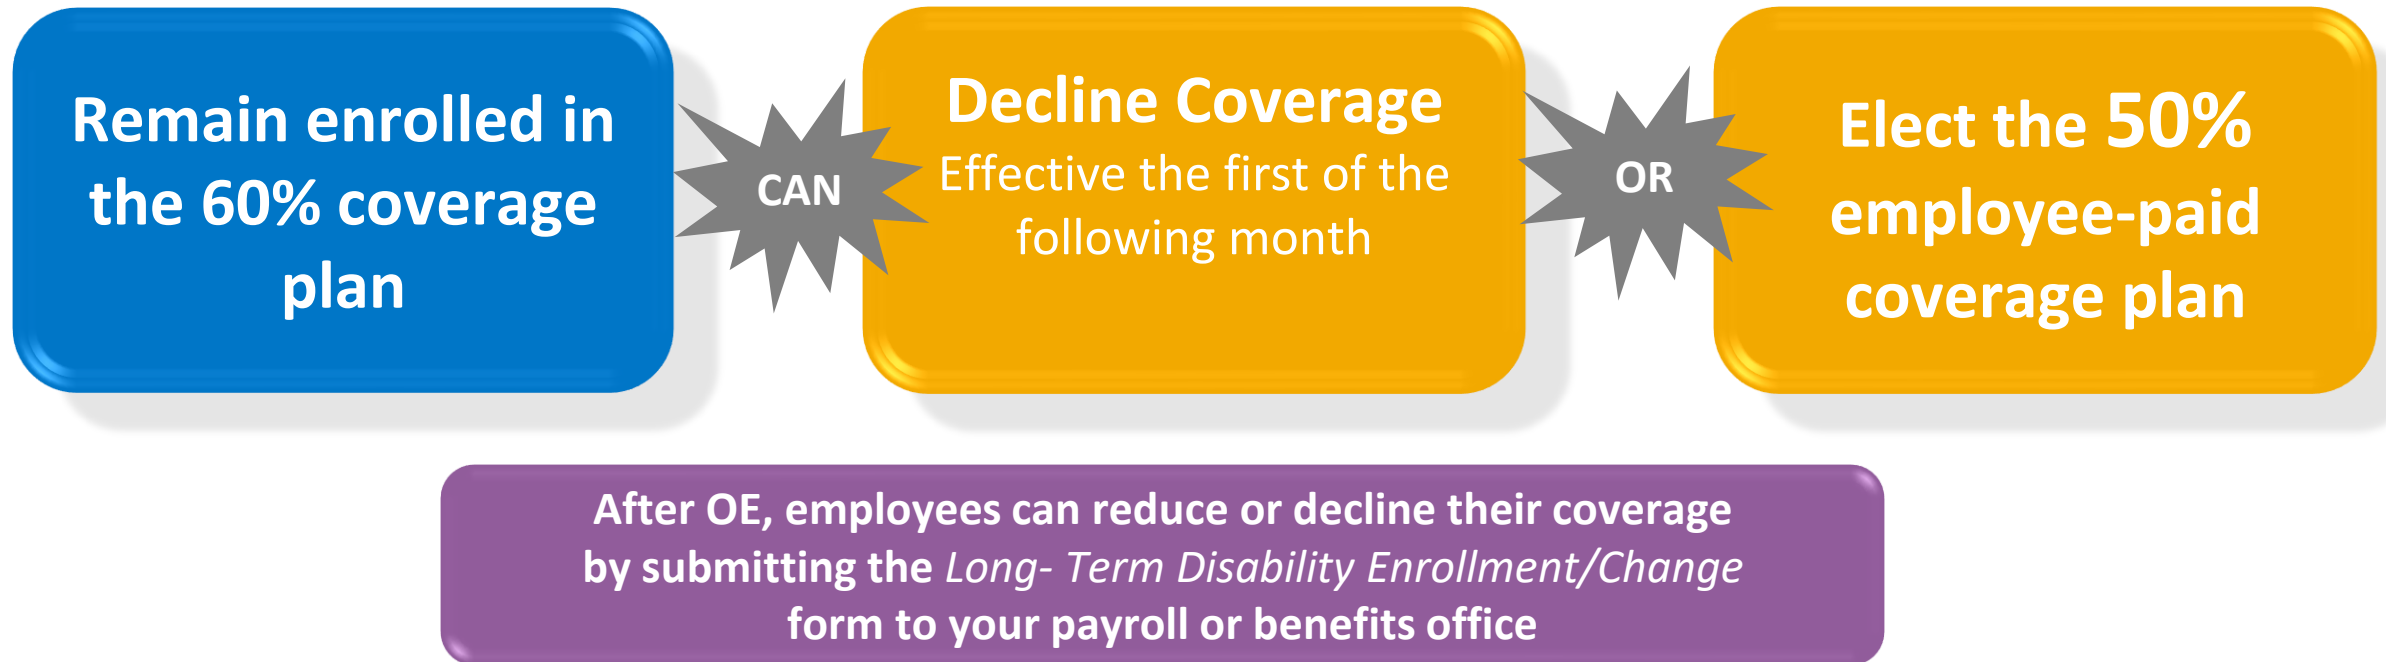 Remain enrolled in
the 60% coverage
plan
CAN
Decline Coverage
Effective the first of the
following month
OR
Elect the 50%
employee-paid
coverage plan
After OE, employees can reduce or decline their coverage
by submitting the Long- Term Disability Enrollment/Change
form to your payroll or benefits office